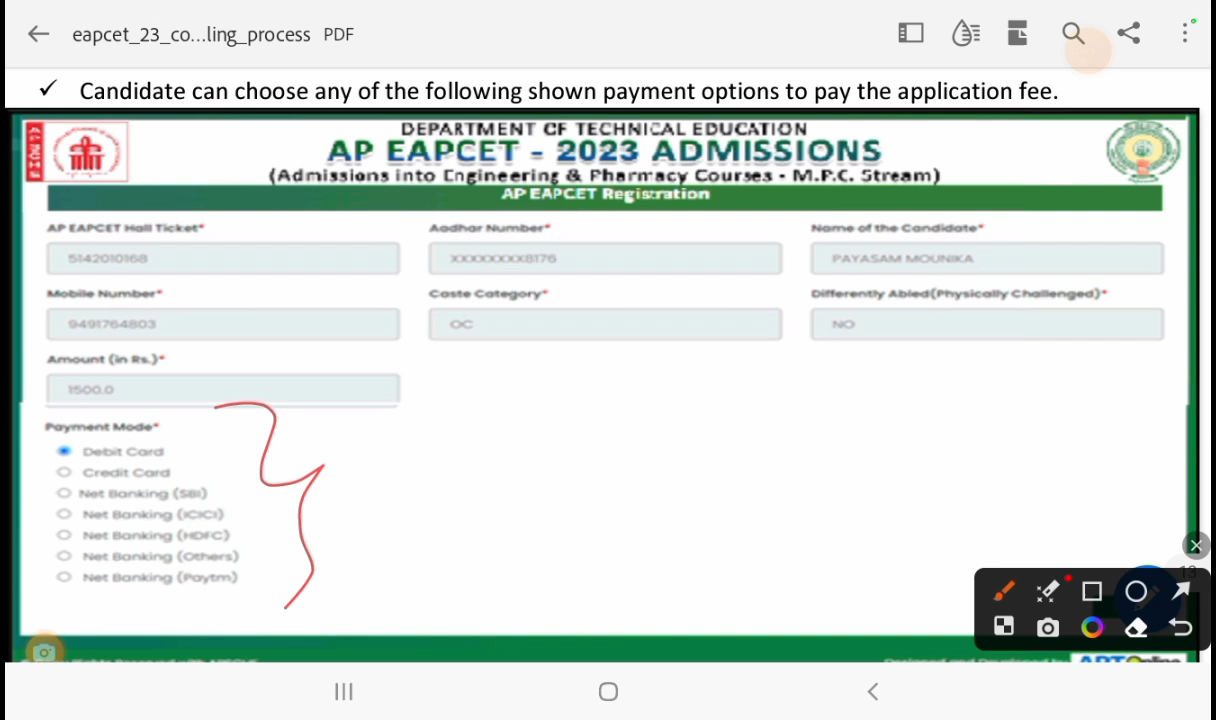 eapcet_23_co...ling_process PDF
✓ Candidate can choose any of the following shown payment options to pay the application fee.
DEPARTMENT OF TECHNICAL EDUCATION
AP EAPCET - 2023 ADMISSIONS
(Admissions into Engineering & Pharmacy Courses - M.P.C. Stream)
AP EAPCET Registration
AP EAPCET Hall Ticket* Aadhar Number* Name of the Candidate*
5142010168 XXXXXXXX8176 PAYASAM MOUNIKA
Mobile Number* Caste Category* Differently Abled(Physically Challenged)*
9491764803 OC NO
Amount (in Rs.)*
1500.0
Payment Mode*
Debit Card
Credit Card
Net Banking (SBI)
Net Banking (ICICI)
Net Banking (HDFC)
Net Banking (Others)
Net Banking (Paytm)
13